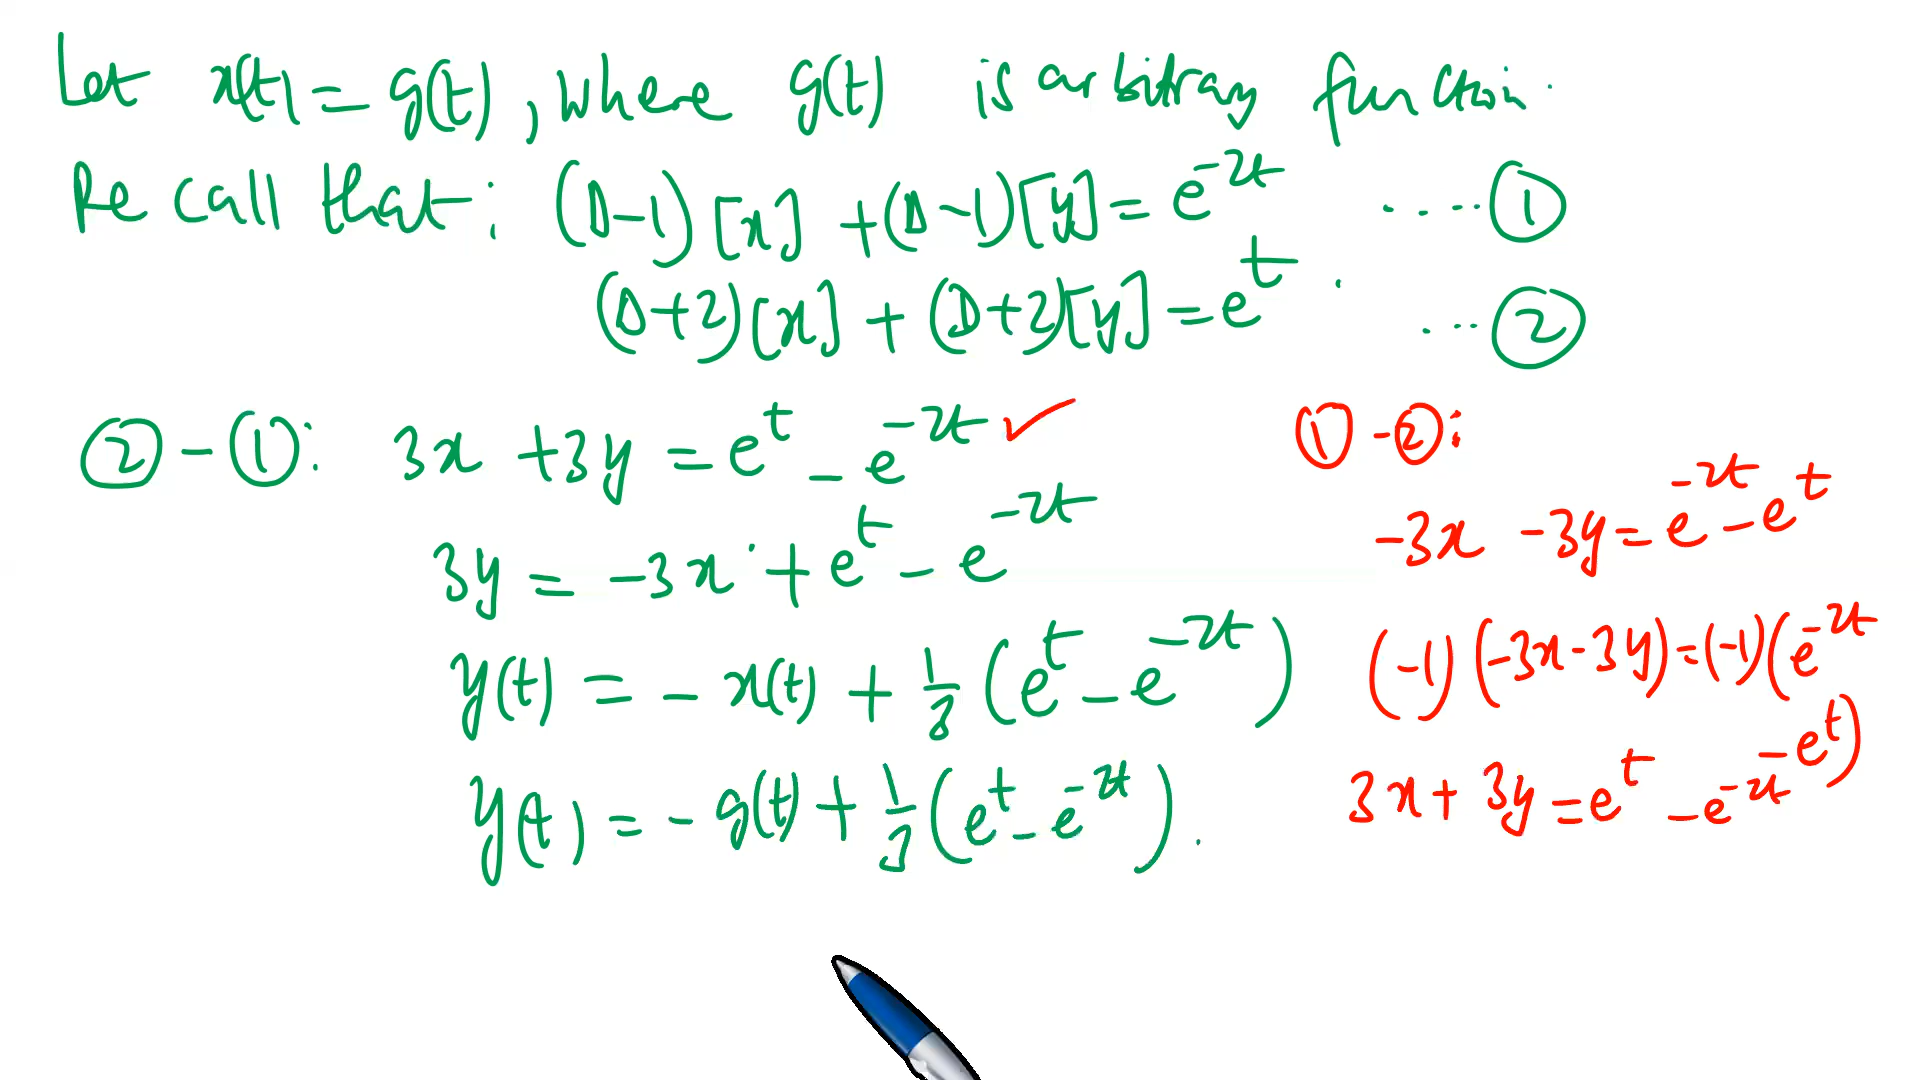 Let x(t) = g(t), where g(t) is arbitrary function.
Recall that: (D-1)[x] + (D-1)[y] = e^{-2t} ..... ①
(D+2)[x] + (D+2)[y] = e^t. ... ②
② - ①: 3x + 3y = e^t - e^{-2t} ✓
3y = -3x + e^t - e^{-2t}
y(t) = - x(t) + 1/3 (e^t - e^{-2t})
y(t) = - g(t) + 1/3 (e^t - e^{-2t}).
① - ②:
-3x - 3y = e^{-2t} - e^t
(-1)(-3x - 3y) = (-1)(e^{-2t}
- e^t)
3x + 3y = e^t - e^{-2t}